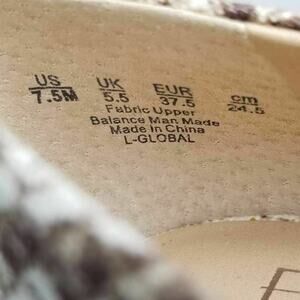 US UK EUR cm
7.5M 5.5 37.5 24.5
Fabric Upper
Balance Man Made
Made in China
L-GLOBAL